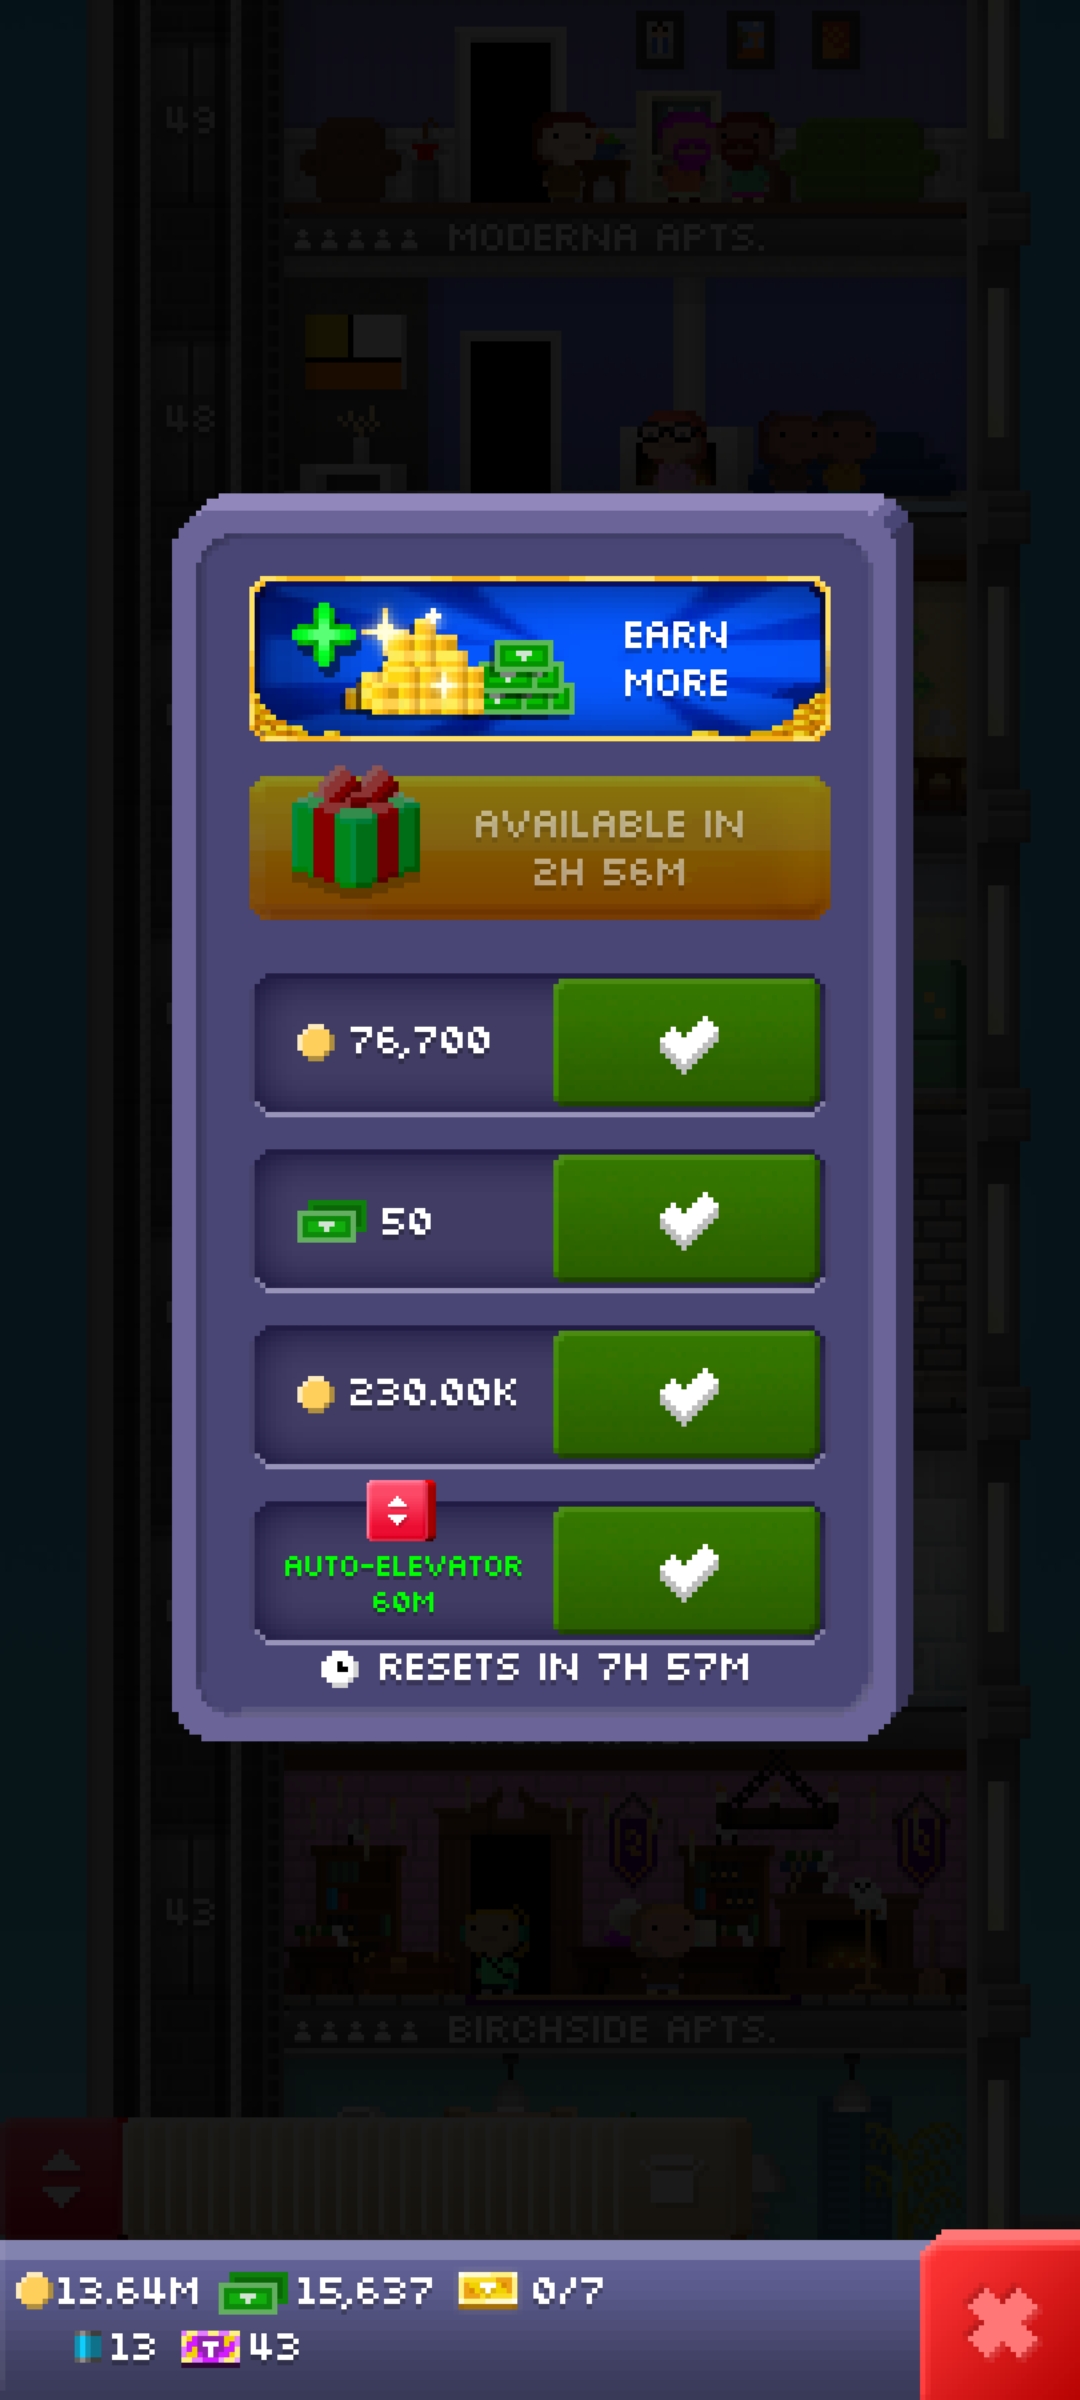 49
MODERNA APTS.
48
EARN
MORE
AVAILABLE IN
2H 56M
76,700
50
230.00K
AUTO-ELEVATOR
60M
RESETS IN 7H 57M
43
BIRCHSIDE APTS.
13.64M 15,637 0/7
13 43